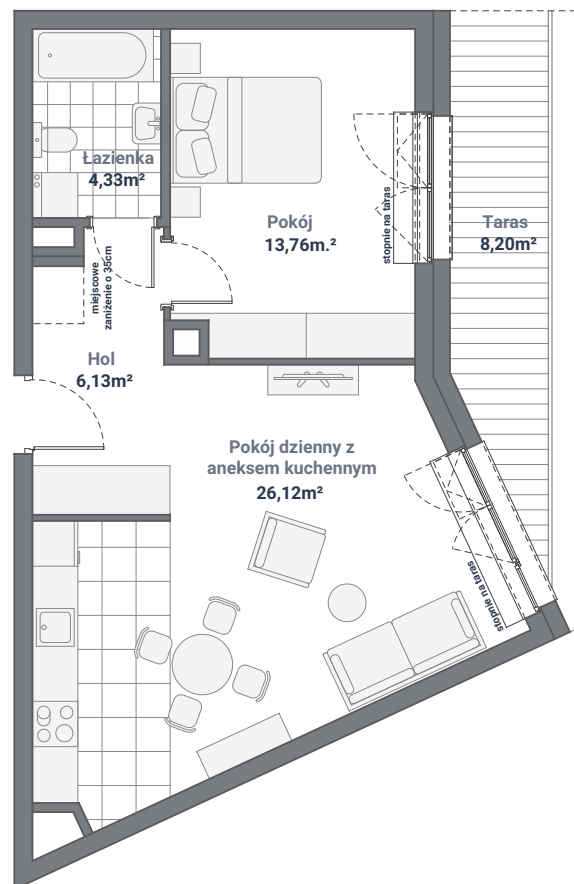 Łazienka
4,33m²
Pokój
13,76m.²
stopnie na taras
Taras
8,20m²
miejscowe
zaniżenie o 35cm
Hol
6,13m²
Pokój dzienny z
aneksem kuchennym
26,12m²
stopnie na taras